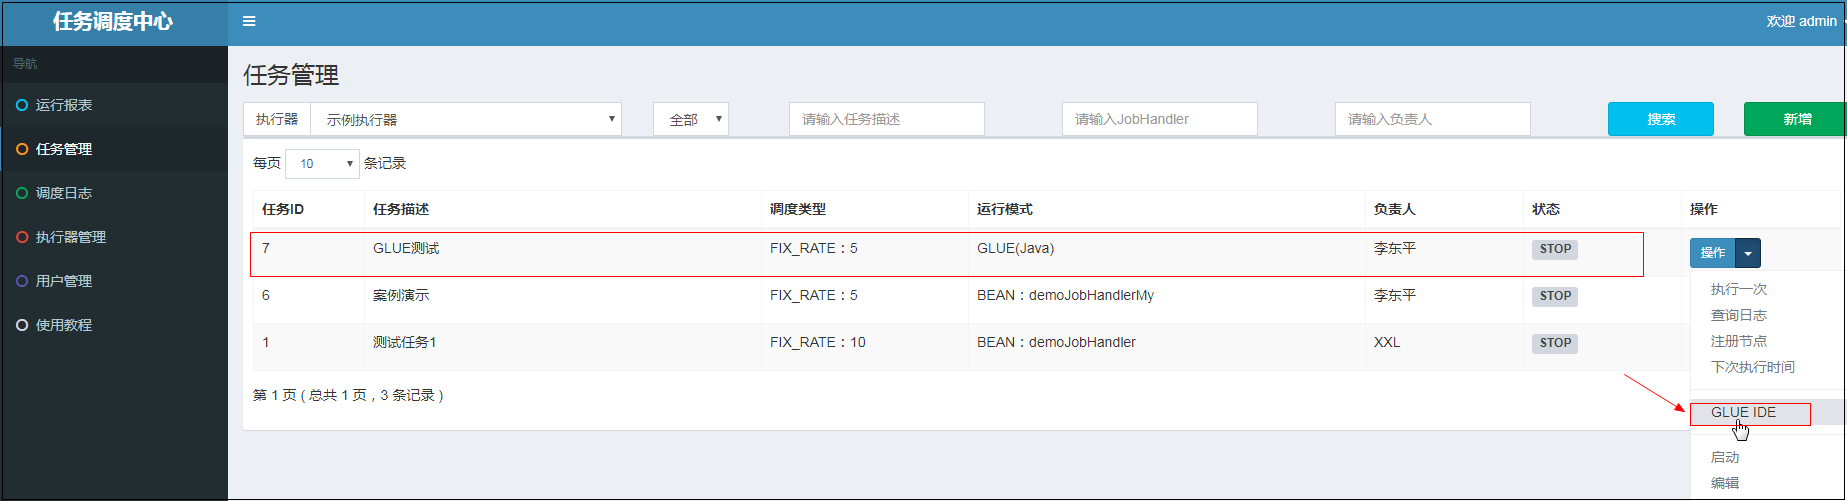 任务调度中心
欢迎 admin
导航
运行报表
任务管理
调度日志
执行器管理
用户管理
使用教程
任务管理
执行器 示例执行器 全部 请输入任务描述 请输入JobHandler 请输入负责人 搜索 新增
每页 10 条记录
任务ID 任务描述 调度类型 运行模式 负责人 状态 操作
7 GLUE测试 FIX_RATE：5 GLUE(Java) 李东平 STOP 操作
6 案例演示 FIX_RATE：5 BEAN：demoJobHandlerMy 李东平 STOP
1 测试任务1 FIX_RATE：10 BEAN：demoJobHandler XXL STOP
第 1 页 ( 总共 1 页，3 条记录 )
执行一次
查询日志
注册节点
下次执行时间
GLUE IDE
启动
编辑